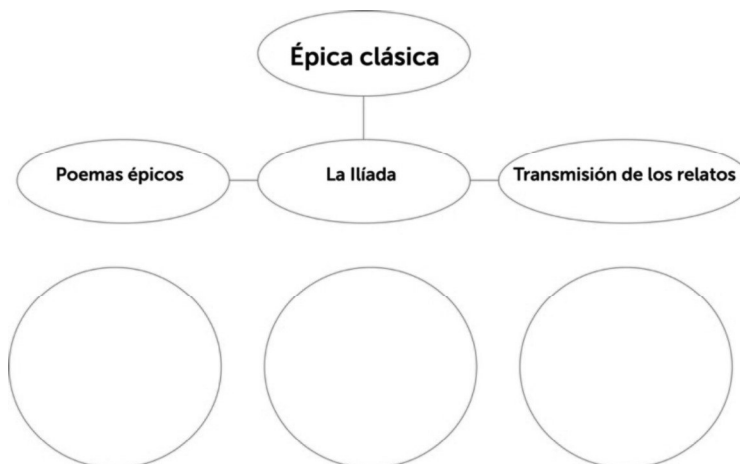 Épica clásica
Poemas épicos
La Ilíada
Transmisión de los relatos